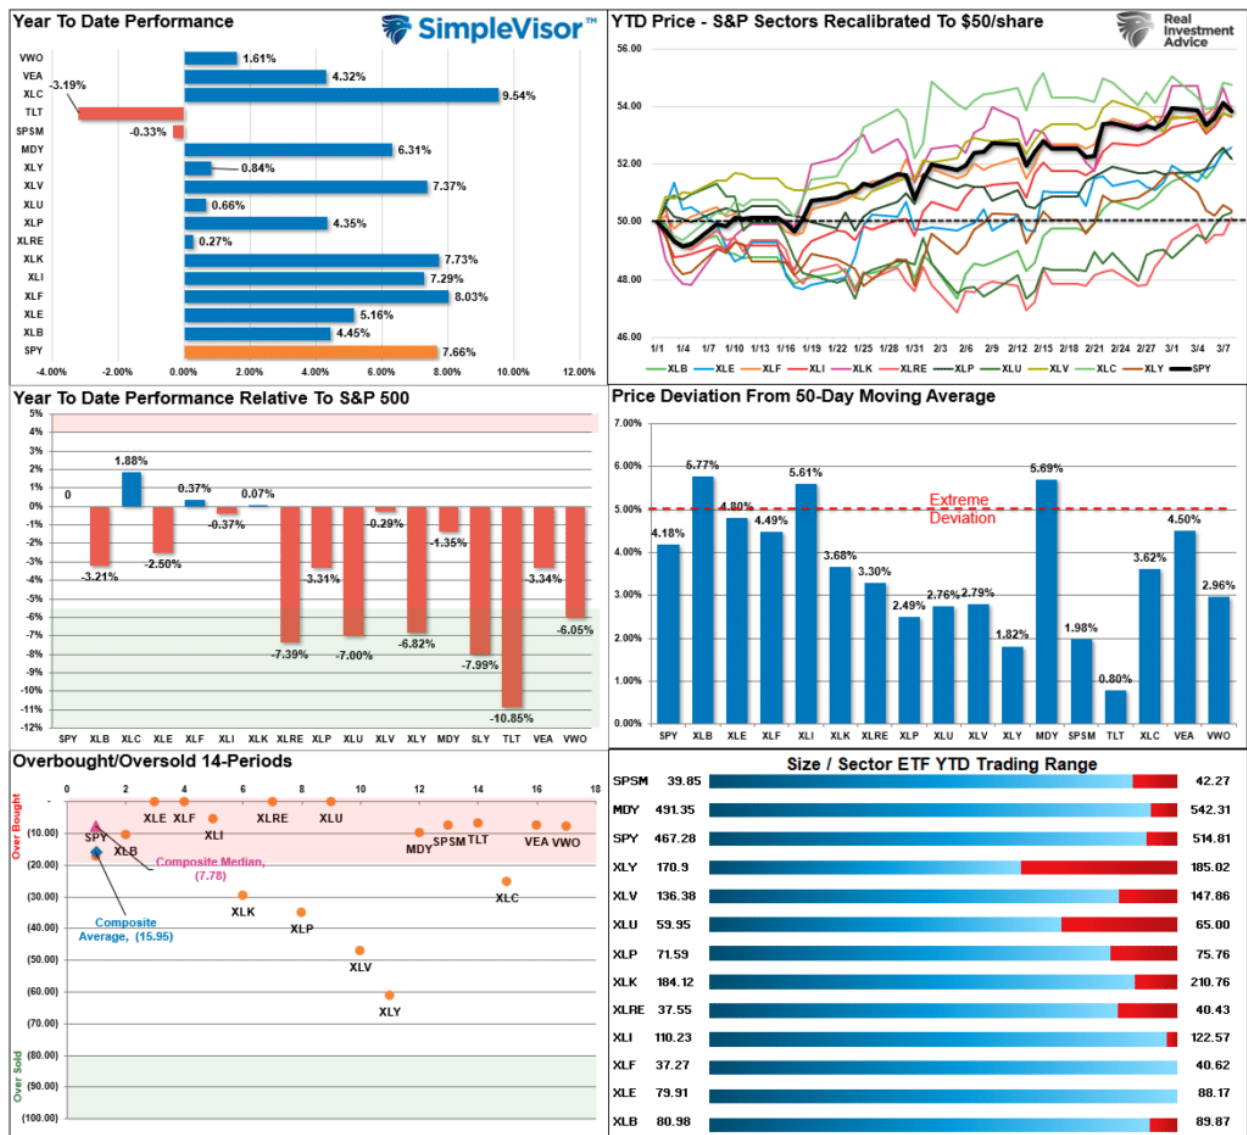 Year To Date Performance
SimpleVisor™
VWO 1.61%
VEA 4.32%
-3.19%
XLC 9.54%
TLT
SPSM -0.33%
MDY 6.31%
XLY 0.84%
XLV 7.37%
XLU 0.66%
XLP 4.35%
XLRE 0.27%
XLK 7.73%
XLI 7.29%
XLF 8.03%
XLE 5.16%
XLB 4.45%
SPY 7.66%
-4.00% -2.00% 0.00% 2.00% 4.00% 6.00% 8.00% 10.00% 12.00%
YTD Price - S&P Sectors Recalibrated To $50/share
Real
Investment
Advice
56.00
54.00
52.00
50.00
48.00
46.00
1/1 1/4 1/7 1/10 1/13 1/16 1/19 1/22 1/25 1/28 1/31 2/3 2/6 2/9 2/12 2/15 2/18 2/21 2/24 2/27 3/1 3/4 3/7
XLB XLE XLF XLI XLK XLRE XLP XLU XLV XLC XLY SPY
Year To Date Performance Relative To S&P 500
5%
4%
3%
2%
1%
0%
-1%
-2%
-3%
-4%
-5%
-6%
-7%
-8%
-9%
-10%
-11%
-12%
0 -3.21% 1.88% -2.50% 0.37% -0.37% 0.07% -7.39% -3.31% -7.00% -0.29% -6.82% -1.35% -7.99% -10.85% -3.34% -6.05%
SPY XLB XLC XLE XLF XLI XLK XLRE XLP XLU XLV XLY MDY SLY TLT VEA VWO
Price Deviation From 50-Day Moving Average
7.00%
6.00%
5.00%
4.00%
3.00%
2.00%
1.00%
0.00%
4.18% 5.77% 4.80% 4.49% 5.61% 3.68% 3.30% 2.49% 2.76% 2.79% 1.82% 5.69% 1.98% 0.80% 3.62% 4.50% 2.96%
Extreme
Deviation
SPY XLB XLE XLF XLI XLK XLRE XLP XLU XLV XLY MDY SPSM TLT XLC VEA VWO
Overbought/Oversold 14-Periods
0 2 4 6 8 10 12 14 16 18
Over Bought
Over Sold
-
(10.00)
(20.00)
(30.00)
(40.00)
(50.00)
(60.00)
(70.00)
(80.00)
(90.00)
(100.00)
XLE XLF XLRE XLU
SPY XLB XLI MDY SPSM TLT VEA VWO
Composite Median,
(7.78)
XLK XLP XLC
Composite
Average, (15.95)
XLV
XLY
Size / Sector ETF YTD Trading Range
SPSM 39.85 42.27
MDY 491.35 542.31
SPY 467.28 514.81
XLY 170.9 185.02
XLV 136.38 147.86
XLU 59.95 65.00
XLP 71.59 75.76
XLK 184.12 210.76
XLRE 37.55 40.43
XLI 110.23 122.57
XLF 37.27 40.62
XLE 79.91 88.17
XLB 80.98 89.87